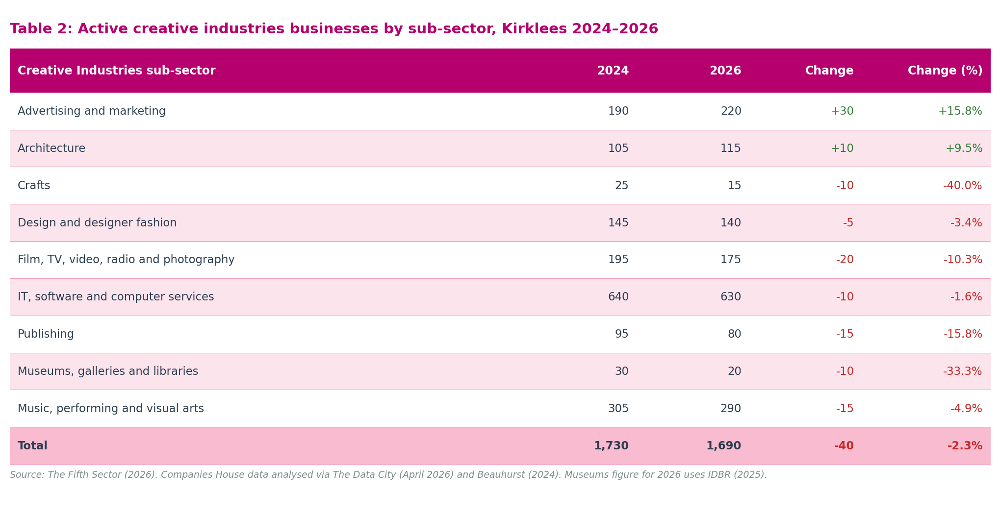 Table 2: Active creative industries businesses by sub-sector, Kirklees 2024–2026
Creative Industries sub-sector 2024 2026 Change Change (%)
Advertising and marketing 190 220 +30 +15.8%
Architecture 105 115 +10 +9.5%
Crafts 25 15 -10 -40.0%
Design and designer fashion 145 140 -5 -3.4%
Film, TV, video, radio and photography 195 175 -20 -10.3%
IT, software and computer services 640 630 -10 -1.6%
Publishing 95 80 -15 -15.8%
Museums, galleries and libraries 30 20 -10 -33.3%
Music, performing and visual arts 305 290 -15 -4.9%
Total 1,730 1,690 -40 -2.3%
Source: The Fifth Sector (2026). Companies House data analysed via The Data City (April 2026) and Beauhurst (2024). Museums figure for 2026 uses IDBR (2025).